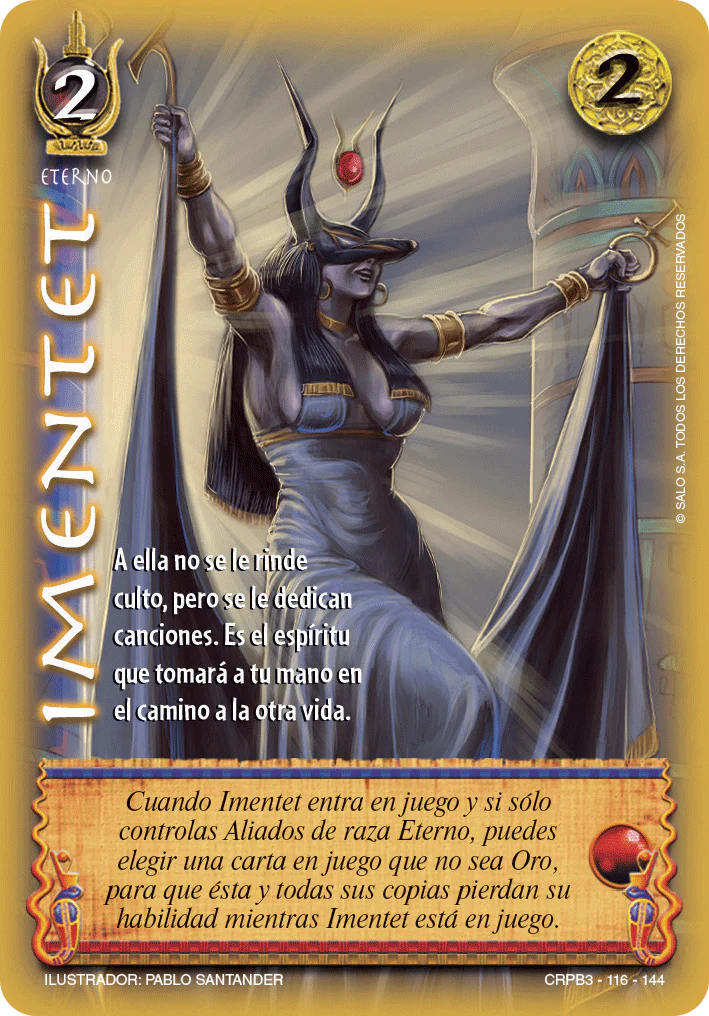 2
2
ETERNO
IMENTET
© SALO S.A. TODOS LOS DERECHOS RESERVADOS
A ella no se le rinde
culto, pero se le dedican
canciones. Es el espíritu
que tomará a tu mano en
el camino a la otra vida.
Cuando Imentet entra en juego y si sólo
controlas Aliados de raza Eterno, puedes
elegir una carta en juego que no sea Oro,
para que ésta y todas sus copias pierdan su
habilidad mientras Imentet está en juego.
ILUSTRADOR: PABLO SANTANDER
CRPB3 - 116 - 144